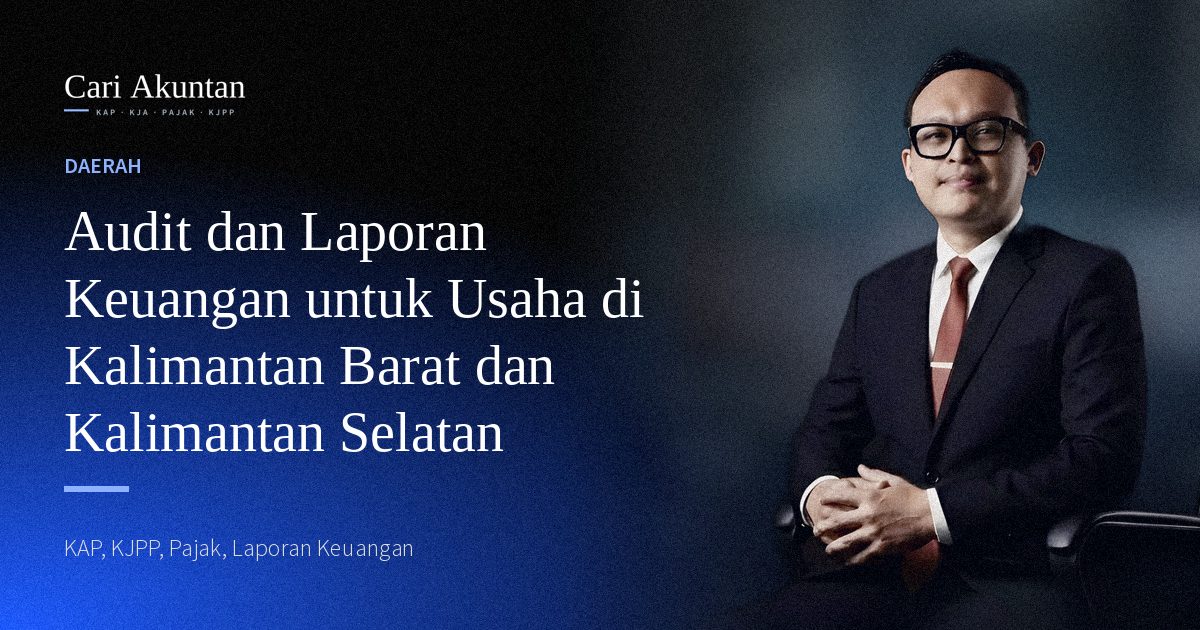 Cari Akuntan
KAP · KJA · PAJAK · KJPP
DAERAH
Audit dan Laporan
Keuangan untuk Usaha di
Kalimantan Barat dan
Kalimantan Selatan
KAP, KJPP, Pajak, Laporan Keuangan